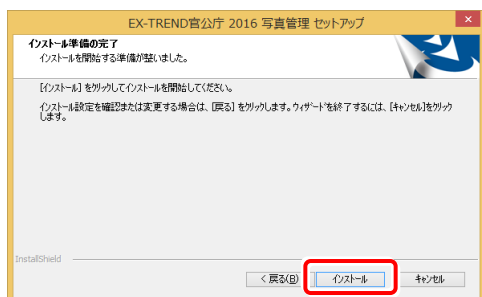 EX-TREND官公庁 2016 写真管理 セットアップ
インストール準備の完了
インストールを開始する準備が整いました。
[インストール] をクリックしてインストールを開始してください。
インストール設定を確認または変更する場合は、[戻る] をクリックします。ウィザードを終了するには、[キャンセル]をクリック
します。
InstallShield
< 戻る(B)
インストール
キャンセル